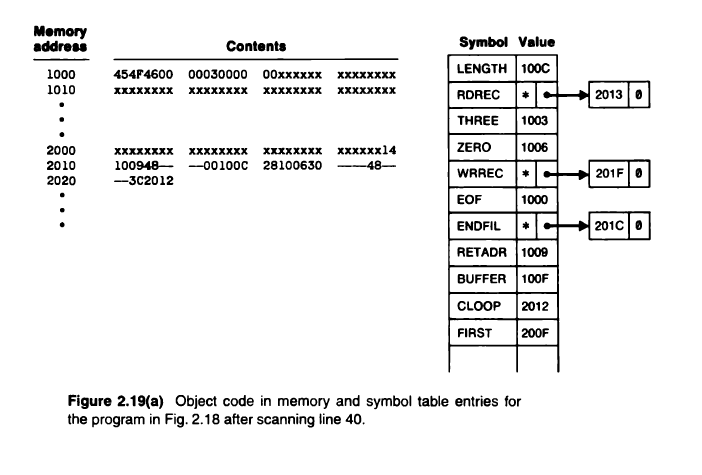 Memory
address Contents
1000 454F4600 00030000 00xxxxxx xxxxxxxx
1010 xxxxxxxx xxxxxxxx xxxxxxxx xxxxxxxx
•
•
•
2000 xxxxxxxx xxxxxxxx xxxxxxxx xxxxxx14
2010 100948–– ––00100C 28100630 ––––48––
2020 ––3C2012
•
•
•
Symbol Value
LENGTH 100C
RDREC * 2013 0
THREE 1003
ZERO 1006
WRREC * 201F 0
EOF 1000
ENDFIL * 201C 0
RETADR 1009
BUFFER 100F
CLOOP 2012
FIRST 200F
Figure 2.19(a) Object code in memory and symbol table entries for
the program in Fig. 2.18 after scanning line 40.